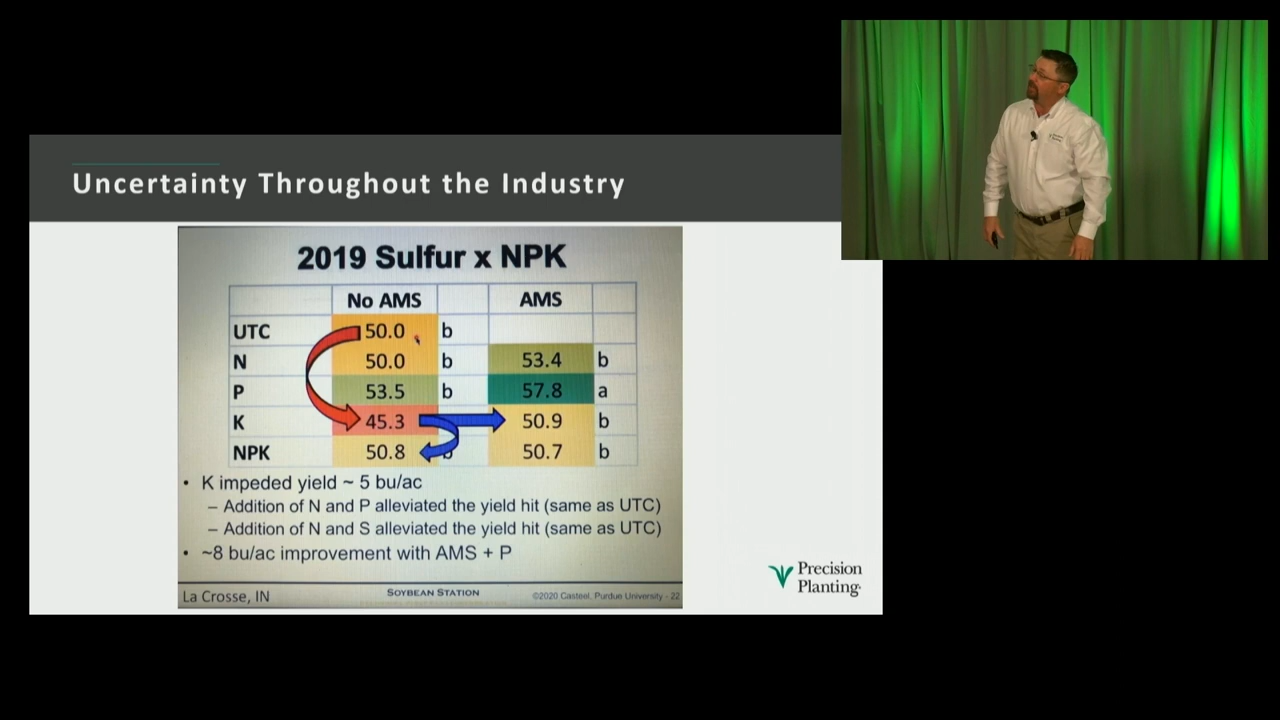 Uncertainty Throughout the Industry
2019 Sulfur x NPK
No AMS AMS
UTC 50.0 b
N 50.0 b 53.4 b
P 53.5 b 57.8 a
K 45.3 50.9 b
NPK 50.8 b 50.7 b
• K impeded yield ~ 5 bu/ac
– Addition of N and P alleviated the yield hit (same as UTC)
– Addition of N and S alleviated the yield hit (same as UTC)
• ~8 bu/ac improvement with AMS + P
La Crosse, IN SOYBEAN STATION ©2020 Casteel, Purdue University - 22
Precision
Planting